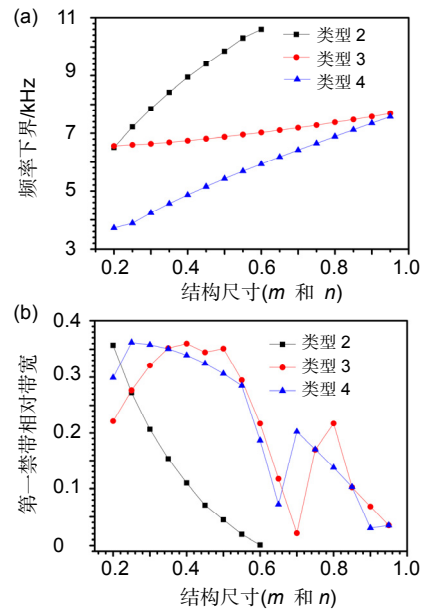 (a)
11
9
7
5
3
频率下界/kHz
类型 2
类型 3
类型 4
0.2 0.4 0.6 0.8 1.0
结构尺寸(m 和 n)
(b)
0.4
0.3
0.2
0.1
0
第一禁带相对带宽
类型 2
类型 3
类型 4
0.2 0.4 0.6 0.8 1.0
结构尺寸(m 和 n)